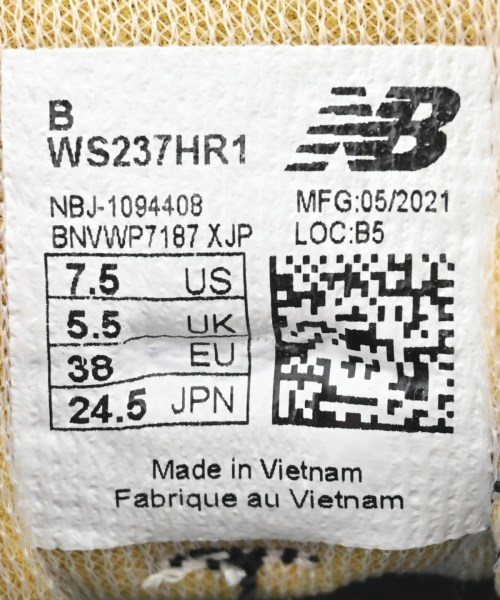 B
WS237HR1
NB
NBJ-1094408
MFG:05/2021
BNVWP7187 XJP
LOC:B5
7.5 US
5.5 UK
38 EU
24.5 JPN
Made in Vietnam
Fabrique au Vietnam